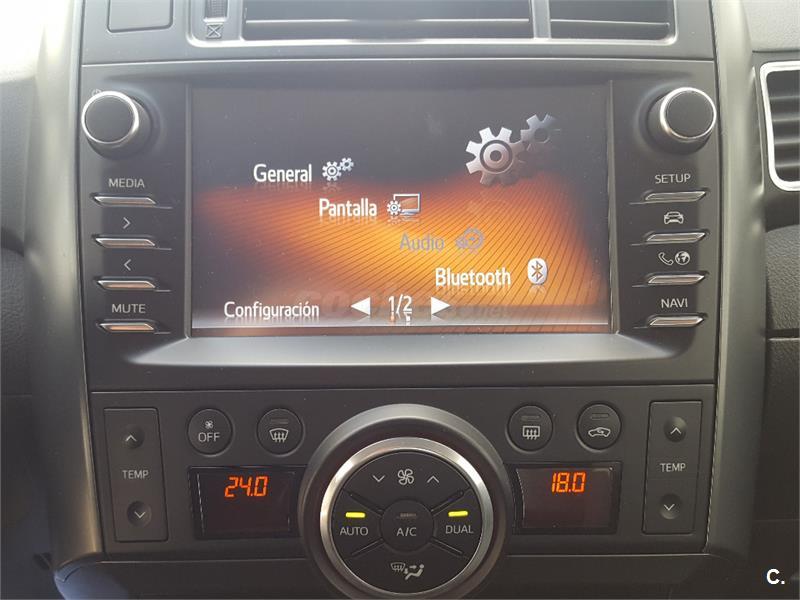 MEDIA
SETUP
General
Pantalla
Audio
Bluetooth
MUTE
NAVI
Configuración
1/2
OFF
TEMP
TEMP
24.0
18.0
AUTO
A/C
DUAL
C.